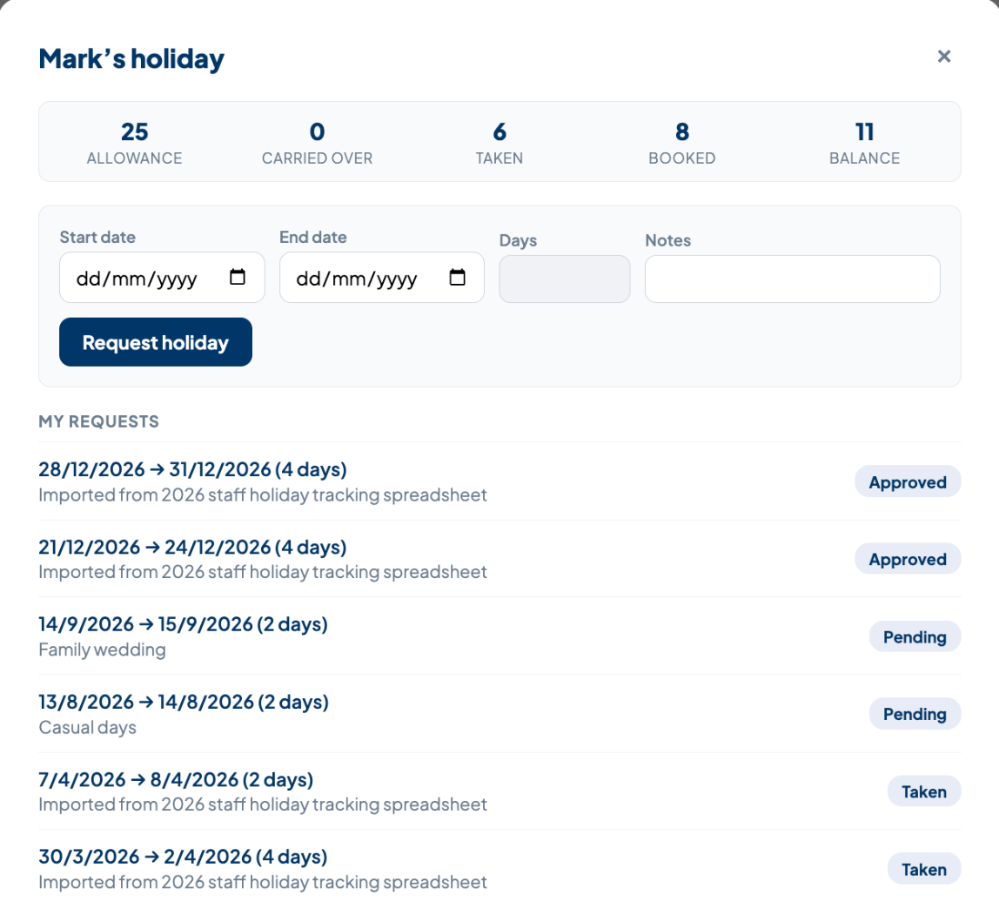 Mark’s holiday
×
25
ALLOWANCE
0
CARRIED OVER
6
TAKEN
8
BOOKED
11
BALANCE
Start date
dd/mm/yyyy
End date
dd/mm/yyyy
Days
Notes
Request holiday
MY REQUESTS
28/12/2026 → 31/12/2026 (4 days)
Imported from 2026 staff holiday tracking spreadsheet
Approved
21/12/2026 → 24/12/2026 (4 days)
Imported from 2026 staff holiday tracking spreadsheet
Approved
14/9/2026 → 15/9/2026 (2 days)
Family wedding
Pending
13/8/2026 → 14/8/2026 (2 days)
Casual days
Pending
7/4/2026 → 8/4/2026 (2 days)
Imported from 2026 staff holiday tracking spreadsheet
Taken
30/3/2026 → 2/4/2026 (4 days)
Imported from 2026 staff holiday tracking spreadsheet
Taken